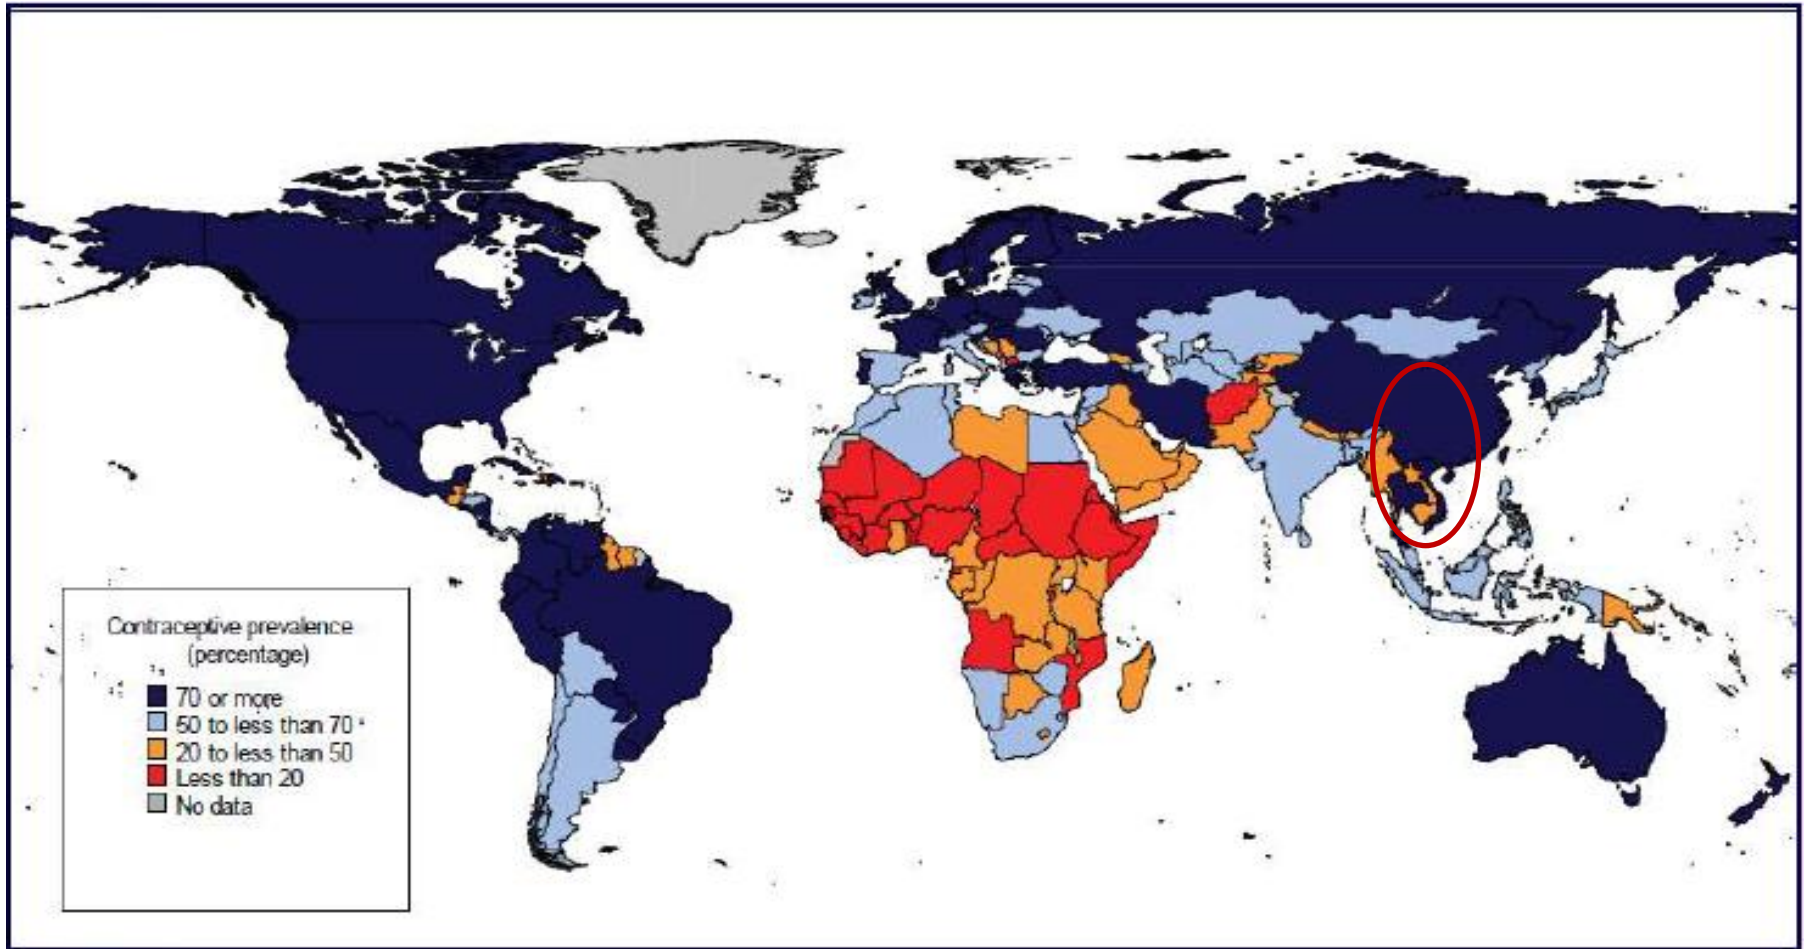 Contraceptive prevalence
(percentage)
70 or more
50 to less than 70 *
20 to less than 50
Less than 20
No data